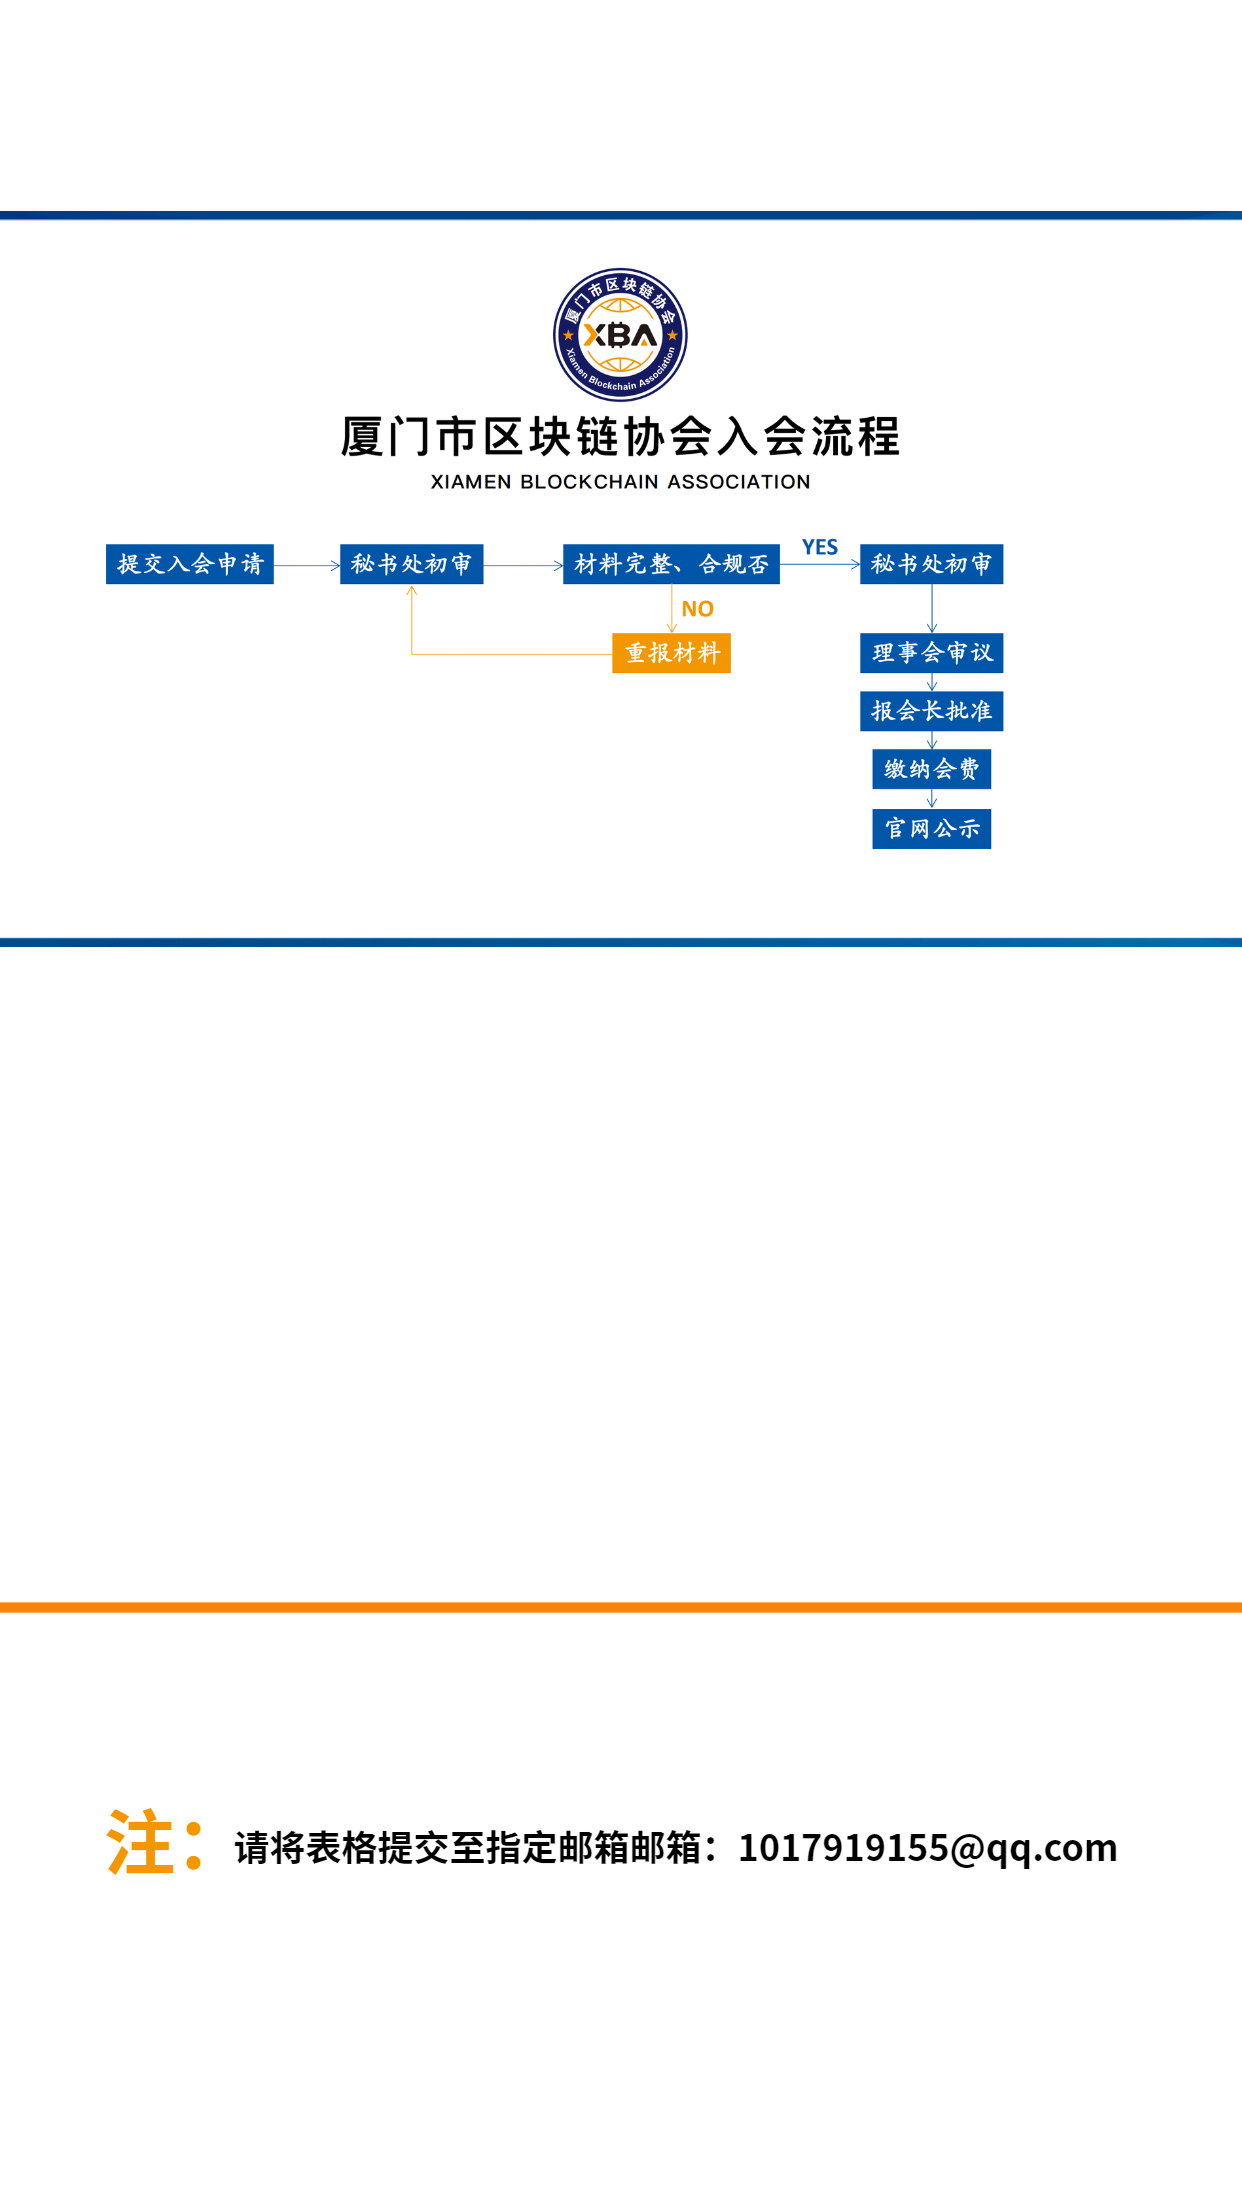 厦门市区块链协会
XBA
Xiamen Blockchain Association
厦门市区块链协会入会流程
XIAMEN BLOCKCHAIN ASSOCIATION
提交入会申请
秘书处初审
材料完整、合规否
YES
秘书处初审
NO
重报材料
理事会审议
报会长批准
缴纳会费
官网公示
注：请将表格提交至指定邮箱邮箱：1017919155@qq.com